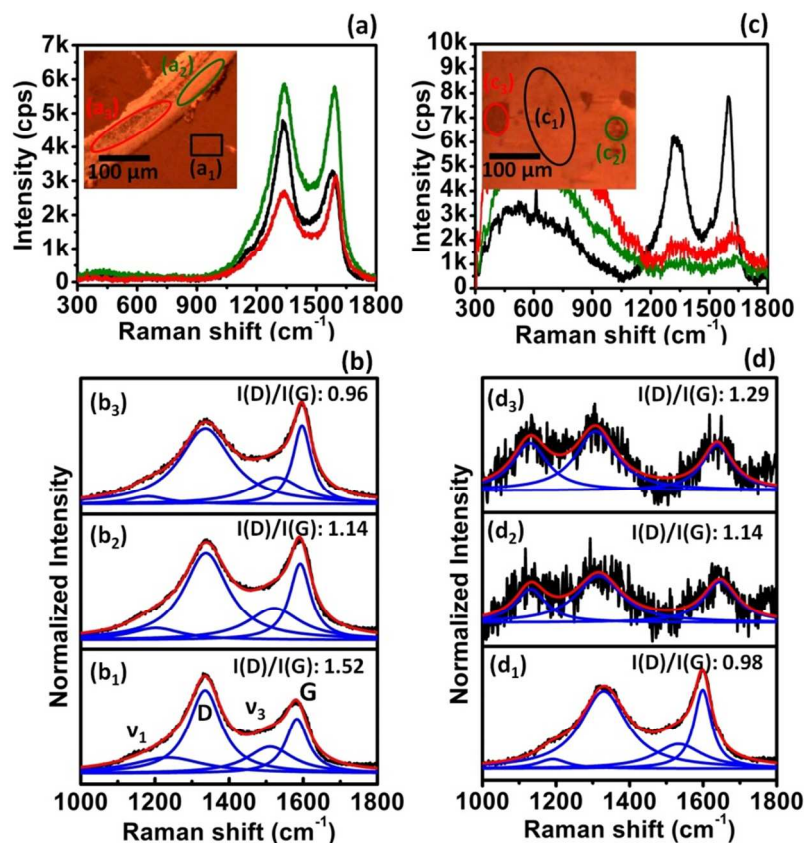 (a)
7k
6k
5k
4k
3k
2k
1k
0
Intensity (cps)
(a₂)
(a₃)
(a₁)
100 µm
300 600 900 1200 1500 1800
Raman shift (cm⁻¹)
(c)
10k
9k
8k
7k
6k
5k
4k
3k
2k
1k
0
Intensity (cps)
(c₃)
(c₁)
(c₂)
100 µm
300 600 900 1200 1500 1800
Raman shift (cm⁻¹)
(b)
Normalized Intensity
(b₃) I(D)/I(G): 0.96
(b₂) I(D)/I(G): 1.14
(b₁) I(D)/I(G): 1.52
ν₁ D ν₃ G
1000 1200 1400 1600 1800
Raman shift (cm⁻¹)
(d)
Normalized Intensity
(d₃) I(D)/I(G): 1.29
(d₂) I(D)/I(G): 1.14
(d₁) I(D)/I(G): 0.98
1000 1200 1400 1600 1800
Raman shift (cm⁻¹)